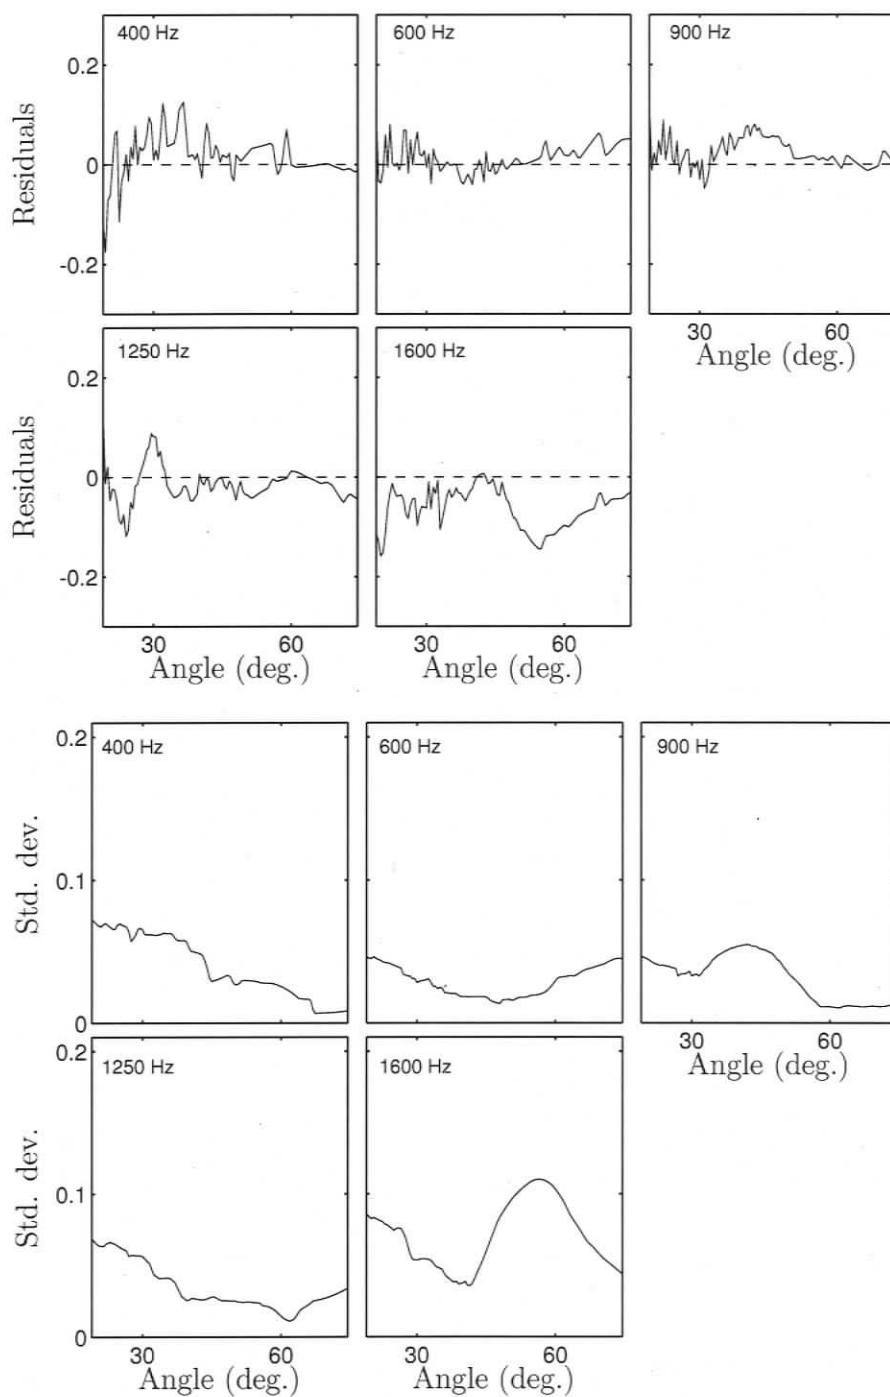 400 Hz
600 Hz
900 Hz
0.2
0
-0.2
Residuals
30
60
Angle (deg.)
1250 Hz
1600 Hz
0.2
0
-0.2
Residuals
30
60
30
60
Angle (deg.)
Angle (deg.)
400 Hz
600 Hz
900 Hz
0.2
0.1
0
Std. dev.
30
60
Angle (deg.)
1250 Hz
1600 Hz
0.2
0.1
0
Std. dev.
30
60
30
60
Angle (deg.)
Angle (deg.)